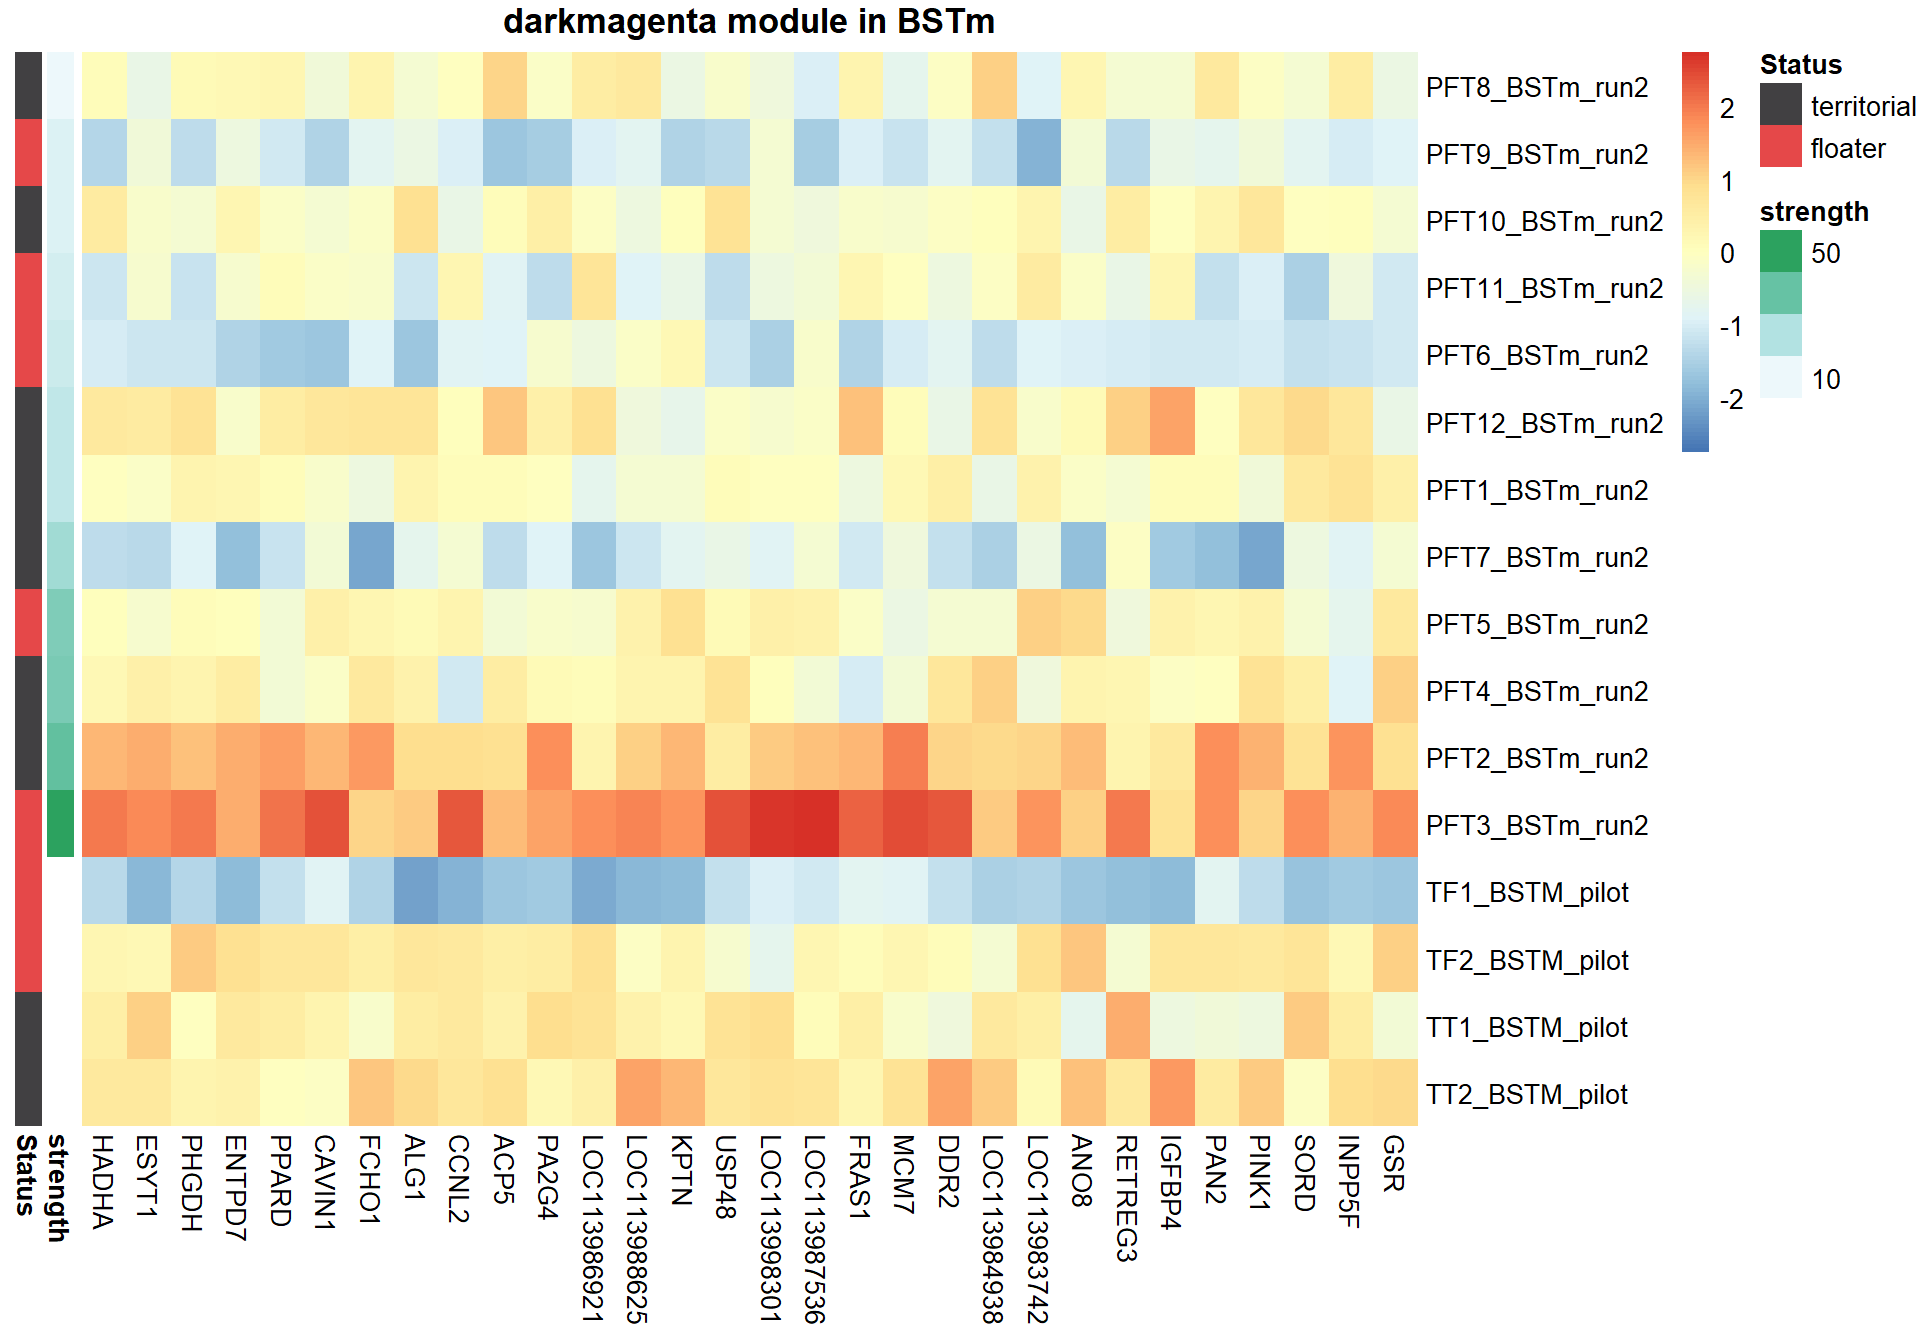 darkmagenta module in BSTm
PFT8_BSTm_run2
PFT9_BSTm_run2
PFT10_BSTm_run2
PFT11_BSTm_run2
PFT6_BSTm_run2
PFT12_BSTm_run2
PFT1_BSTm_run2
PFT7_BSTm_run2
PFT5_BSTm_run2
PFT4_BSTm_run2
PFT2_BSTm_run2
PFT3_BSTm_run2
TF1_BSTM_pilot
TF2_BSTM_pilot
TT1_BSTM_pilot
TT2_BSTM_pilot
2
1
0
-1
-2
Status
territorial
floater
strength
50
10
Status
strength
HADHA
ESYT1
PHGDH
ENTPD7
PPARD
CAVIN1
FCHO1
ALG1
CCNL2
ACP5
PA2G4
LOC113986921
LOC113988625
KPTN
USP48
LOC113998301
LOC113987536
FRAS1
MCM7
DDR2
LOC113984938
LOC113983742
ANO8
RETREG3
IGFBP4
PAN2
PINK1
SORD
INPP5F
GSR